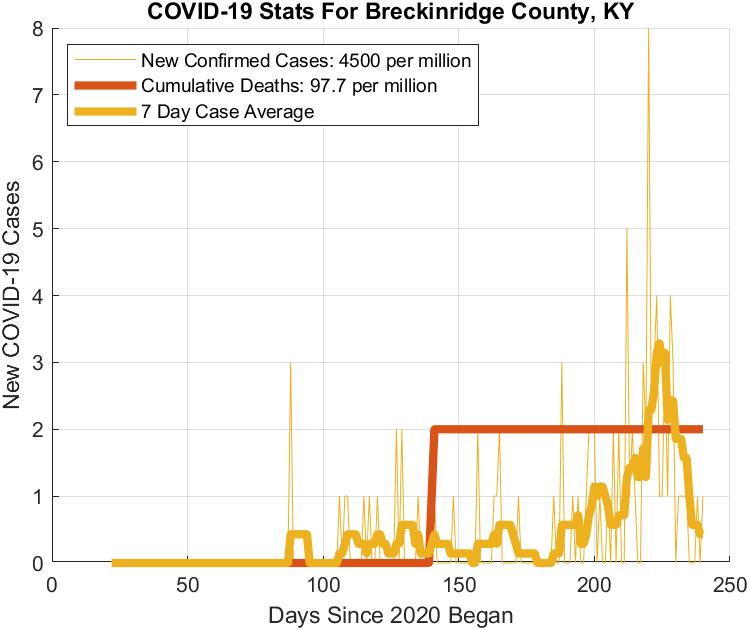 COVID-19 Stats For Breckinridge County, KY
New Confirmed Cases: 4500 per million
Cumulative Deaths: 97.7 per million
7 Day Case Average
New COVID-19 Cases
8
7
6
5
4
3
2
1
0
0 50 100 150 200 250
Days Since 2020 Began